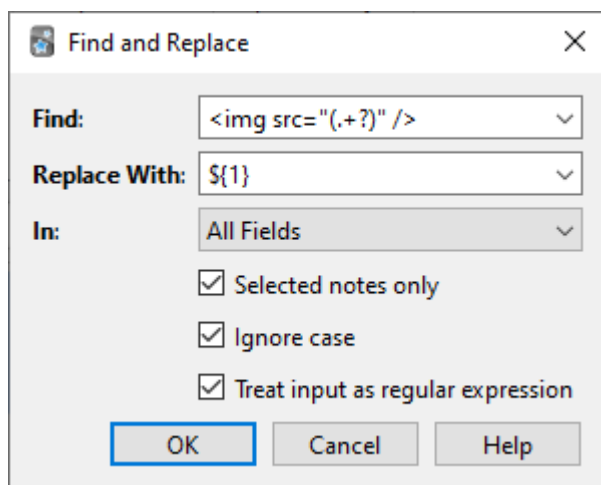 Find and Replace
Find: <img src="(.+?)" />
Replace With: ${1}
In: All Fields
Selected notes only
Ignore case
Treat input as regular expression
OK Cancel Help